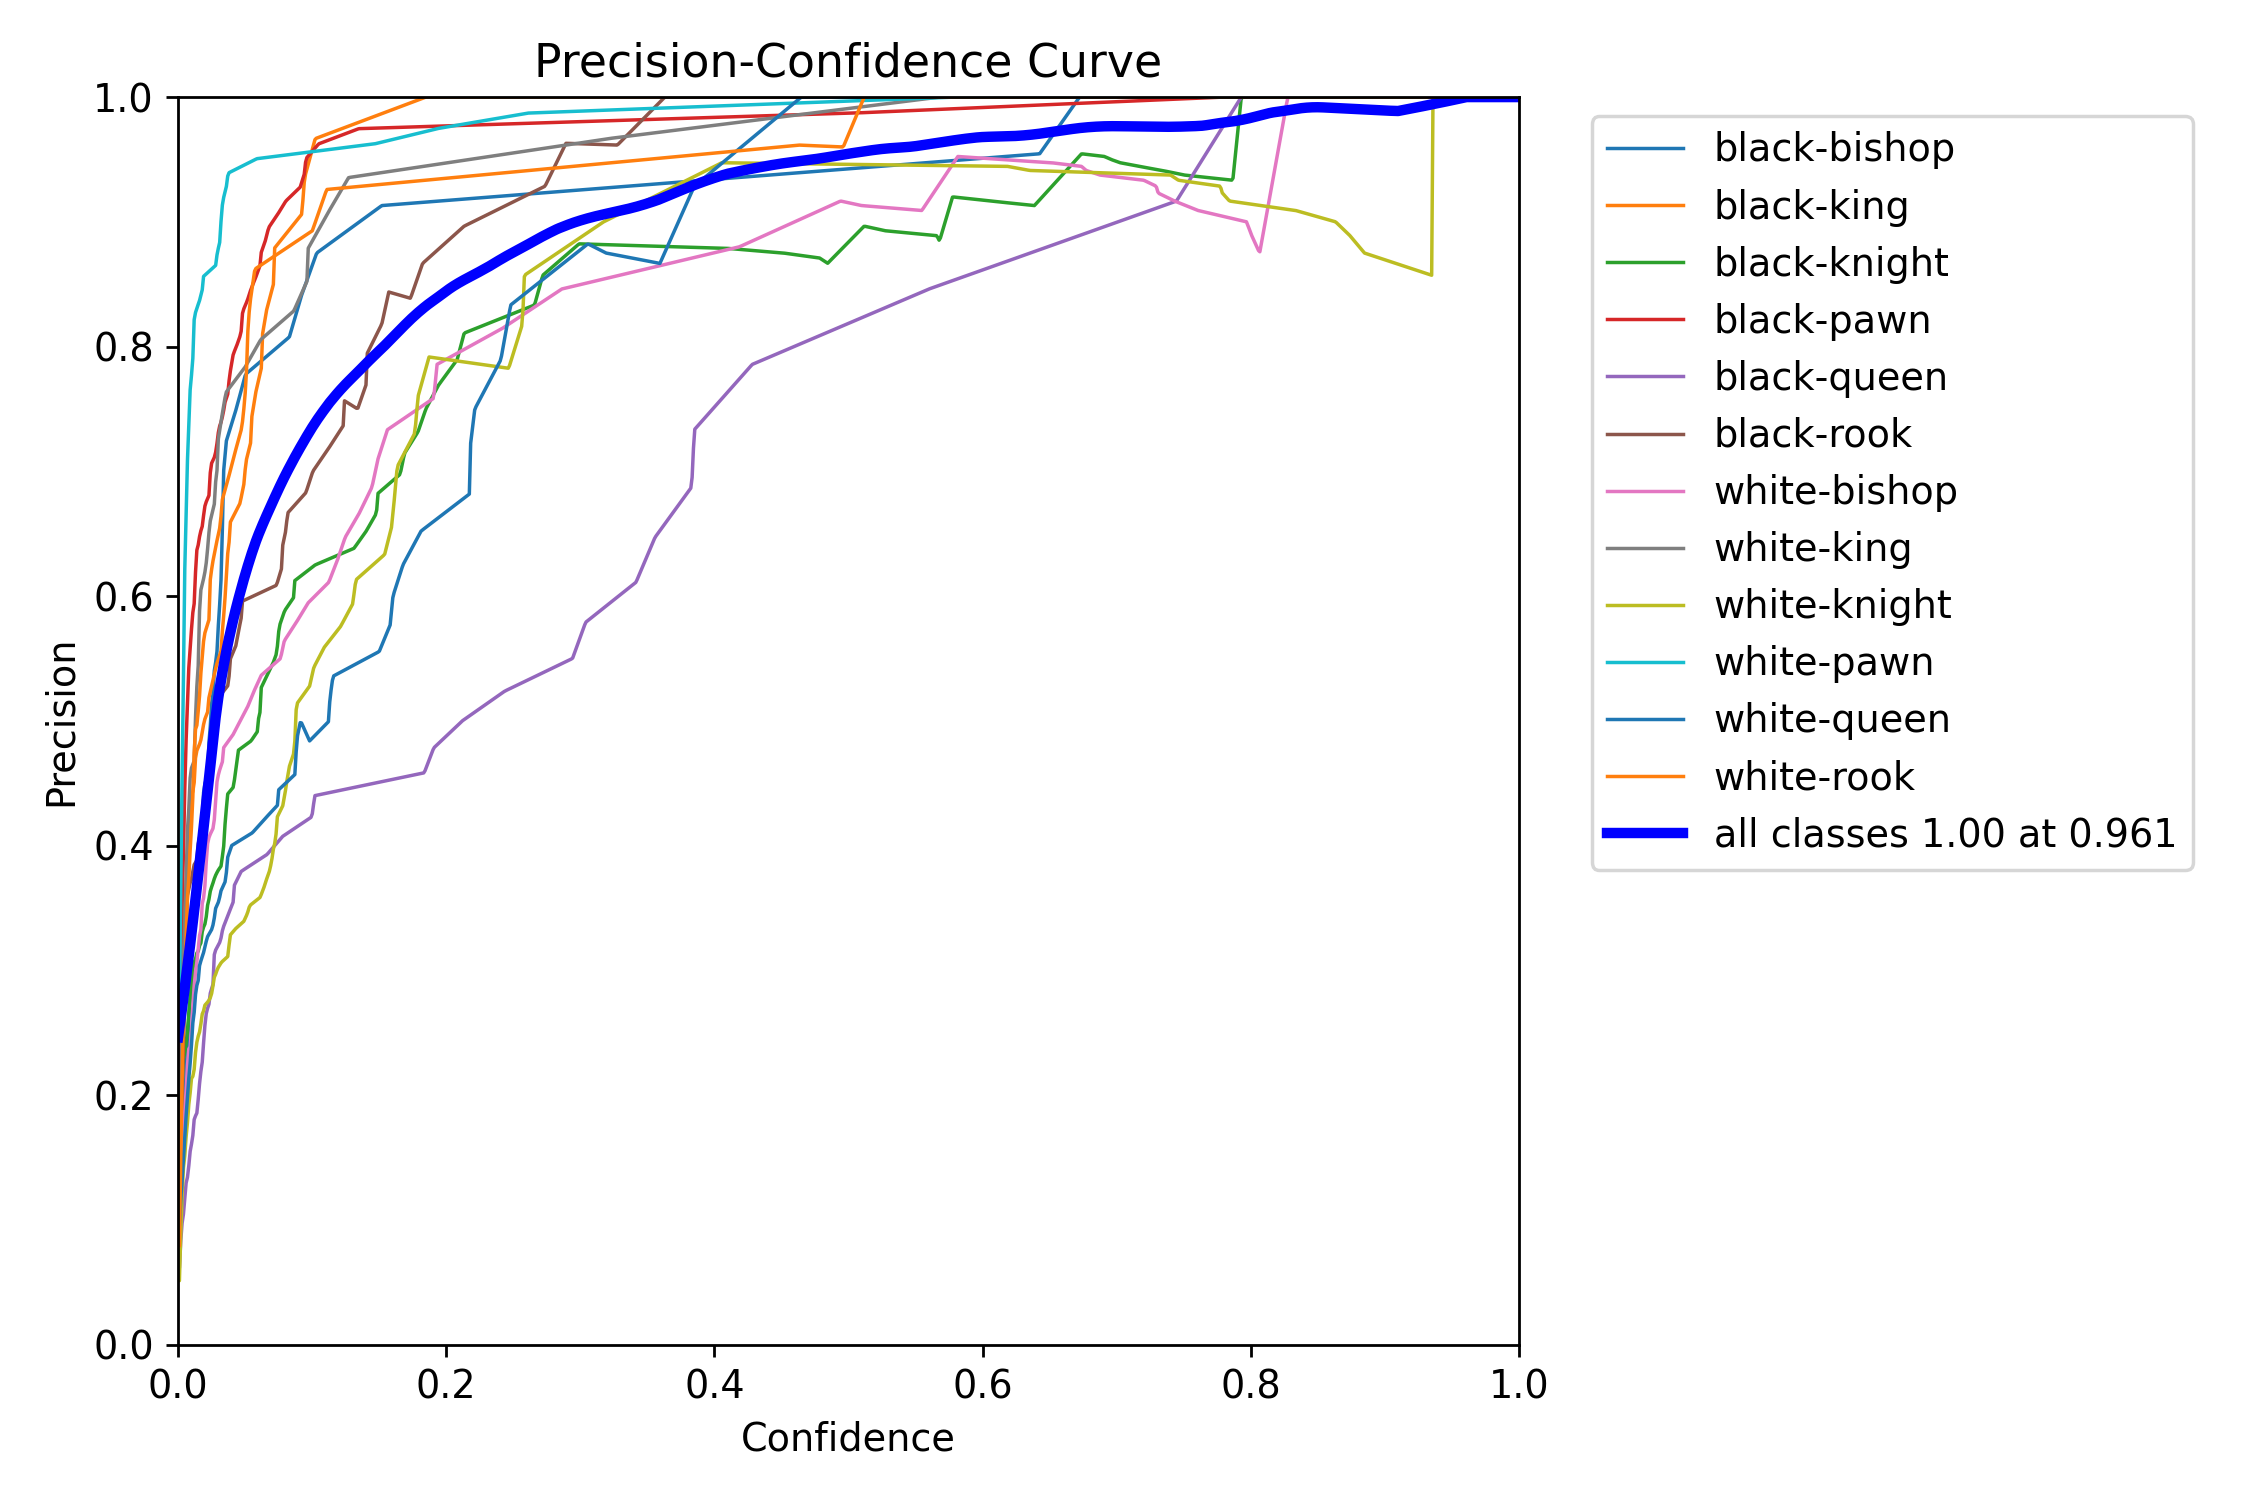 Precision-Confidence Curve
1.0
0.8
0.6
0.4
0.2
0.0
Precision
0.0 0.2 0.4 0.6 0.8 1.0
Confidence
black-bishop
black-king
black-knight
black-pawn
black-queen
black-rook
white-bishop
white-king
white-knight
white-pawn
white-queen
white-rook
all classes 1.00 at 0.961